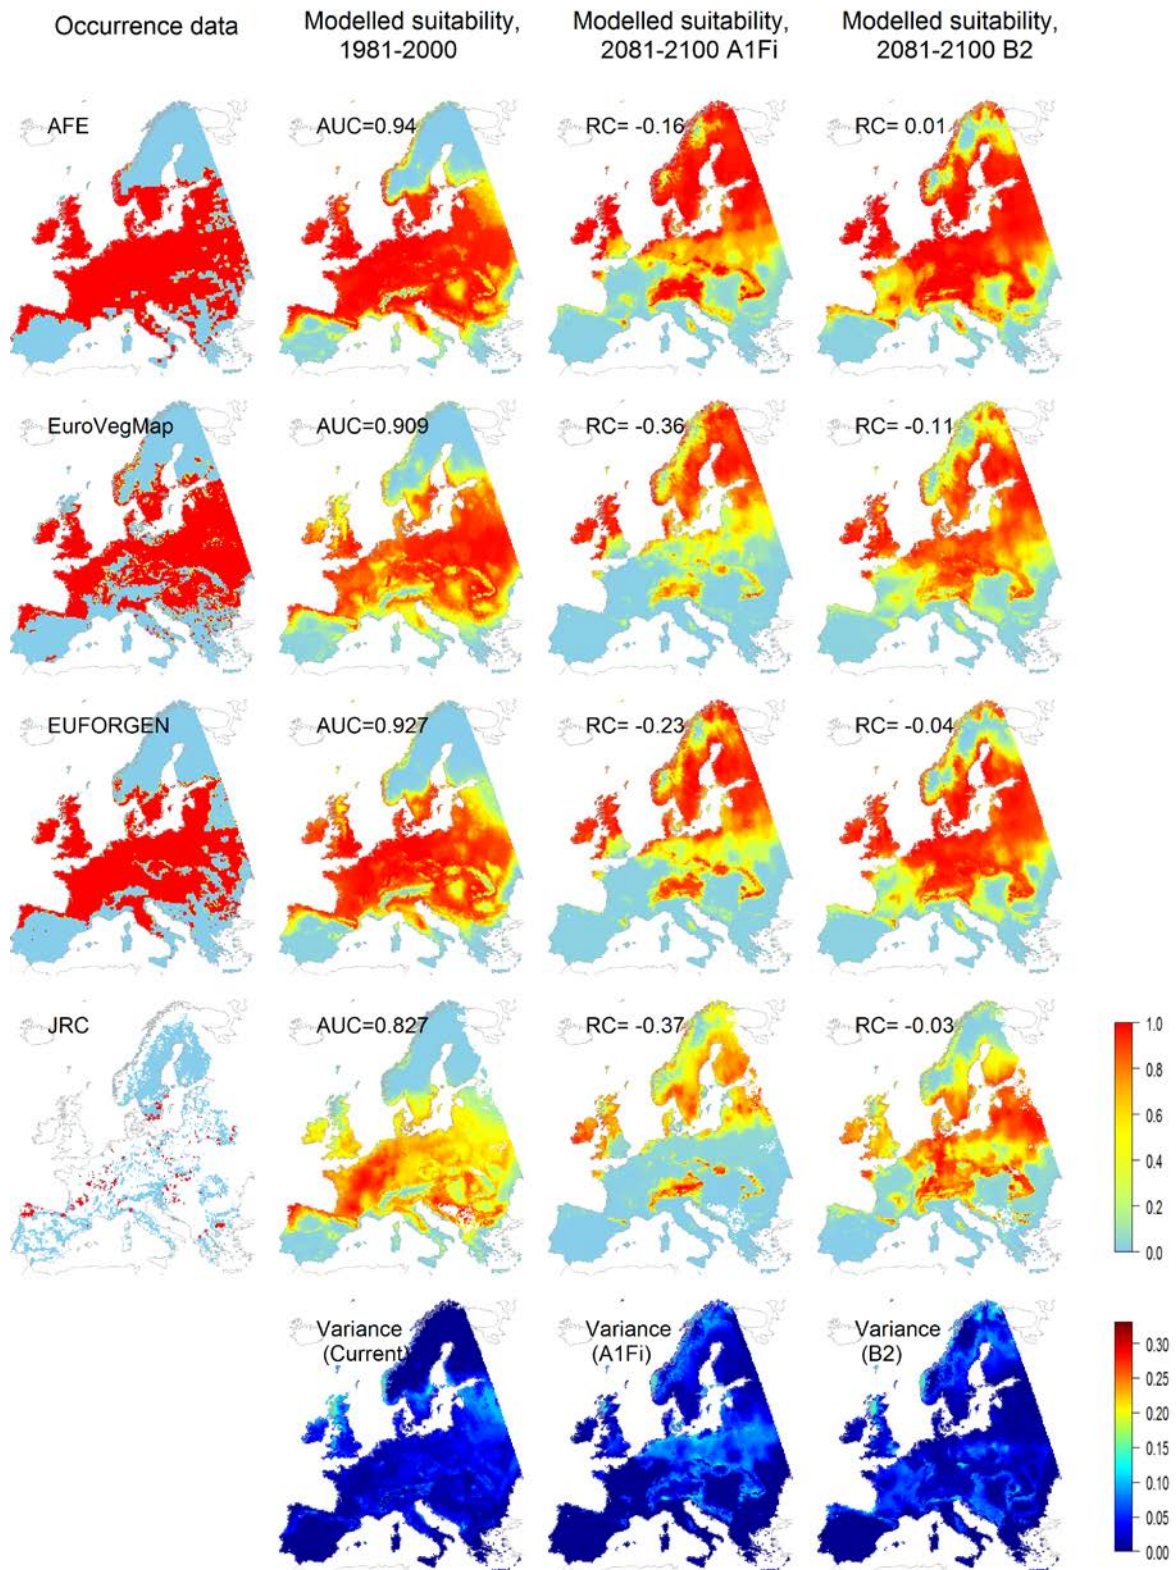 Occurrence data
Modelled suitability,
1981-2000
Modelled suitability,
2081-2100 A1Fi
Modelled suitability,
2081-2100 B2
AFE
AUC=0.94
RC= -0.16
RC= 0.01
EuroVegMap
AUC=0.909
RC= -0.36
RC= -0.11
EUFORGEN
AUC=0.927
RC= -0.23
RC= -0.04
JRC
AUC=0.827
RC= -0.37
RC= -0.03
1.0
0.8
0.6
0.4
0.2
0.0
Variance
(Current)
Variance
(A1Fi)
Variance
(B2)
0.30
0.25
0.20
0.15
0.10
0.05
0.00